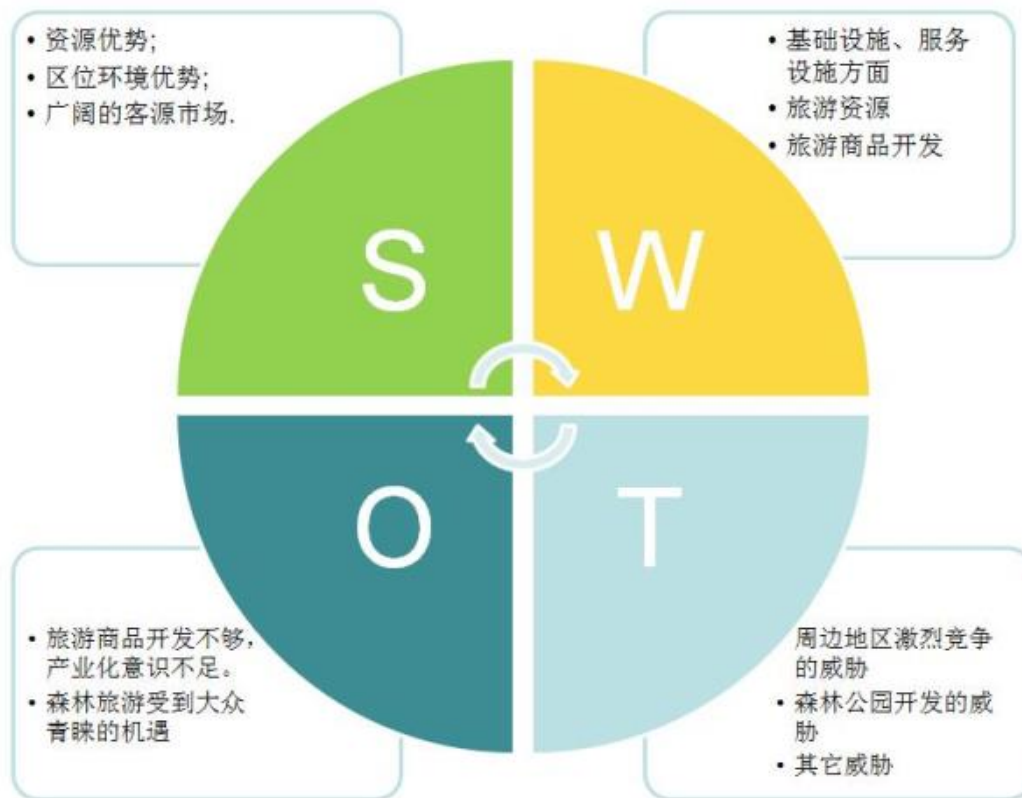 • 资源优势;
• 区位环境优势;
• 广阔的客源市场.
• 基础设施、服务
设施方面
• 旅游资源
• 旅游商品开发
S
W
O
T
• 旅游商品开发不够，
产业化意识不足。
• 森林旅游受到大众
青睐的机遇
周边地区激烈竞争
的威胁
• 森林公园开发的威
胁
• 其它威胁